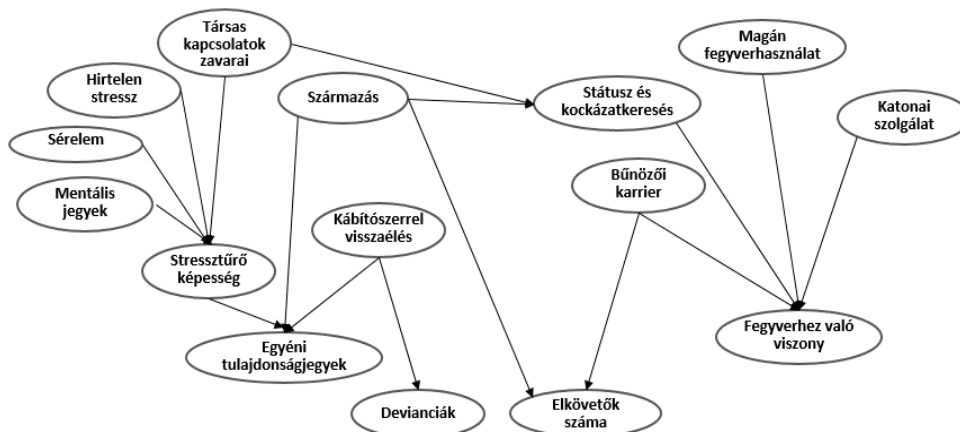 Társas
kapcsolatok
zavarai
Magán
fegyverhasználat
Hirtelen
stressz
Származás
Státusz és
kockázatkeresés
Katonai
szolgálat
Sérelem
Mentális
jegyek
Bűnözői
karrier
Kábítószerrel
visszaélés
Stressztűrő
képesség
Fegyverhez való
viszony
Egyéni
tulajdonságjegyek
Devianciák
Elkövetők
száma